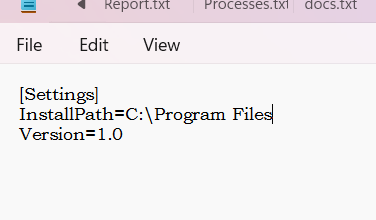 Report.txt Processes.txt docs.txt
File Edit View
[Settings]
InstallPath=C:\Program Files
Version=1.0